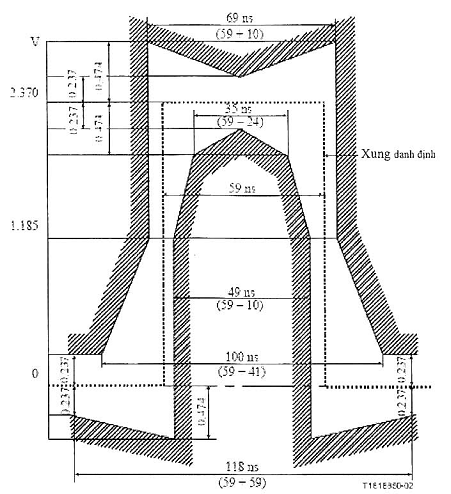 69 ns
(59 + 10)
V
0.237
0.474
2.370
0.237
0.474
35 ns
(59 – 24)
Xung danh định
59 ns
1.185
49 ns
(59 – 10)
0.237
100 ns
(59 – 41)
0.237
0
0.237
0.474
0.237
118 ns
(59 – 59)
T1818860-02